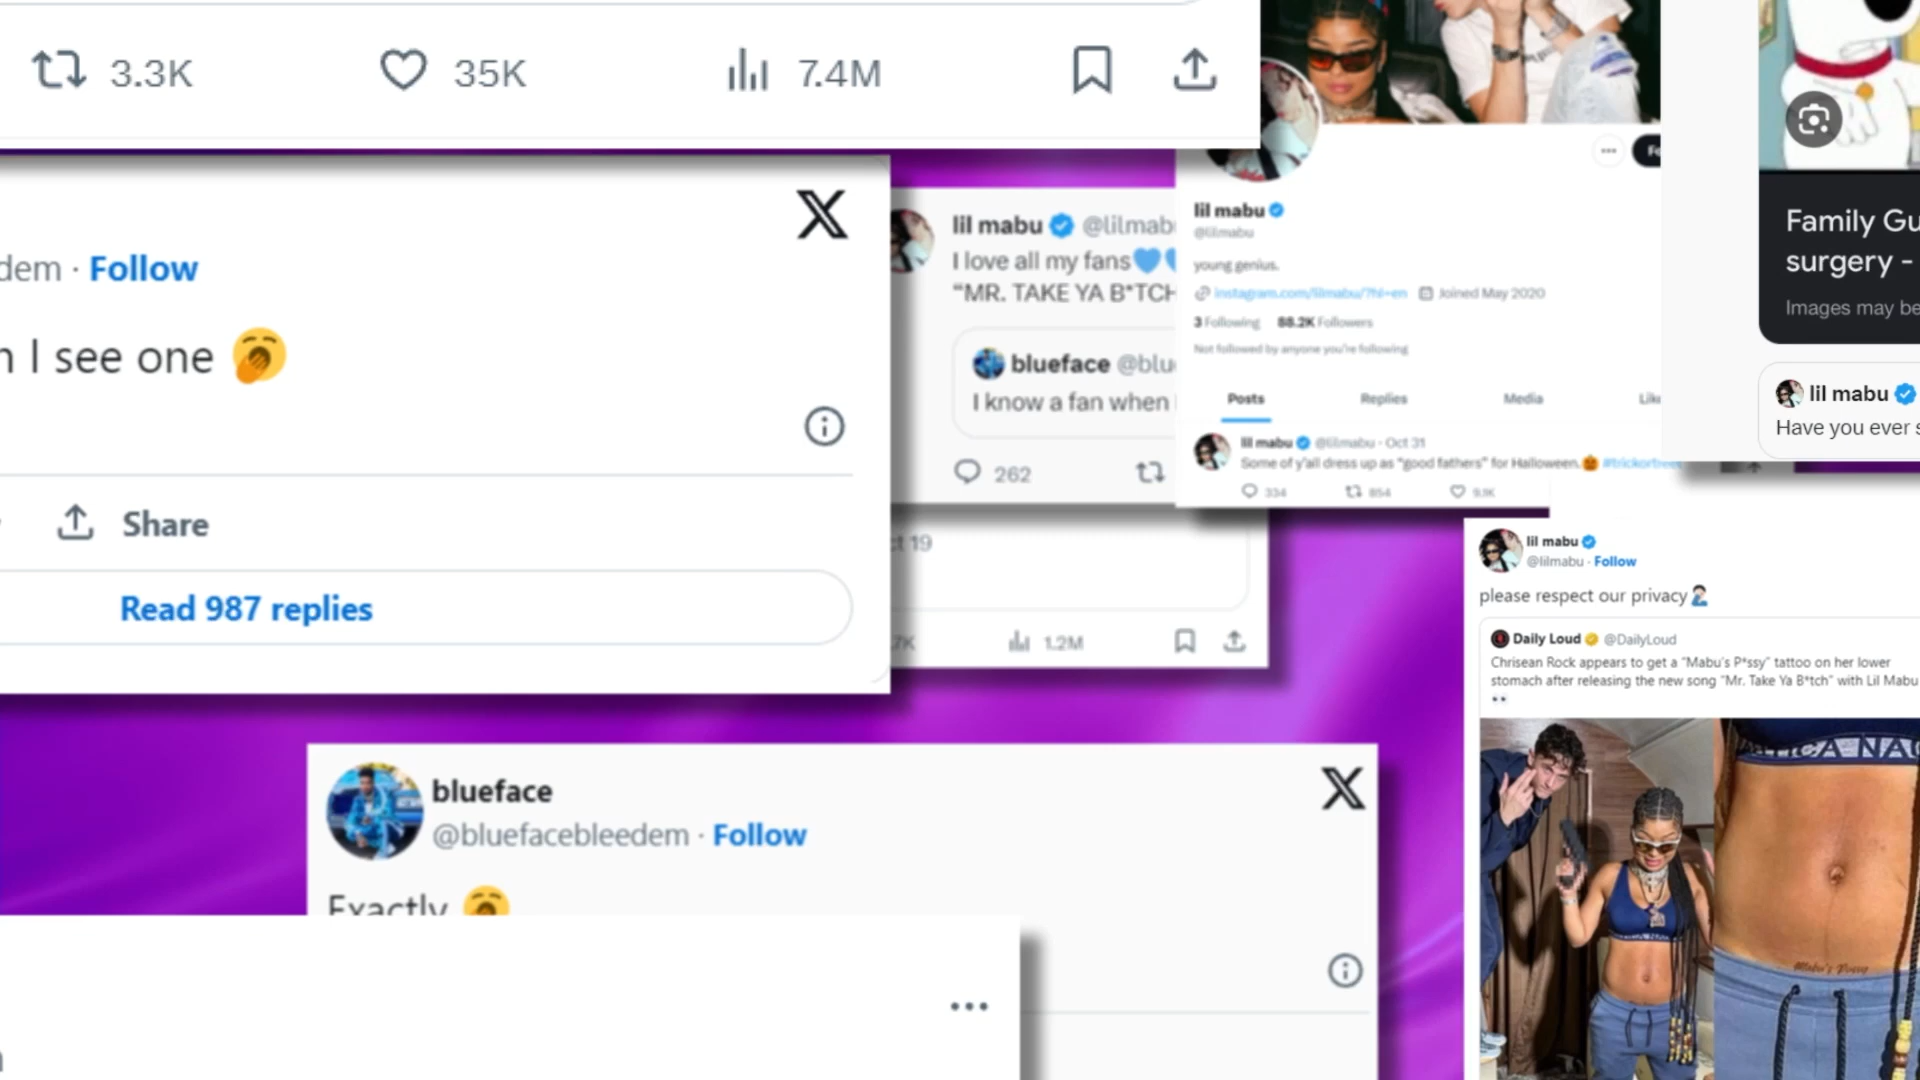 3.3K
35K
7.4M
dem · Follow
I see one
Share
Read 987 replies
lil mabu @lilmabu
I love all my fans
“MR. TAKE YA B*TCH
blueface @blu
I know a fan when
262
ct 19
7K
1.2M
lil mabu
@lilmabu
young genius.
instagram.com/lilmabu/?hl=en Joined May 2020
3 Following 88.2K Followers
Not followed by anyone you're following
Posts Replies Media Lik
lil mabu @lilmabu · Oct 31
Some of y'all dress up as “good fathers” for Halloween. #trickortreat
334 854 9.1K
Family Gu
surgery -
Images may be
lil mabu
Have you ever s
lil mabu
@lilmabu · Follow
please respect our privacy
Daily Loud @DailyLoud
Chrisean Rock appears to get a “Mabu's P*ssy” tattoo on her lower
stomach after releasing the new song “Mr. Take Ya B*tch” with Lil Mabu
Mabu's Pussy
blueface
@bluefacebleedem · Follow
Exactly